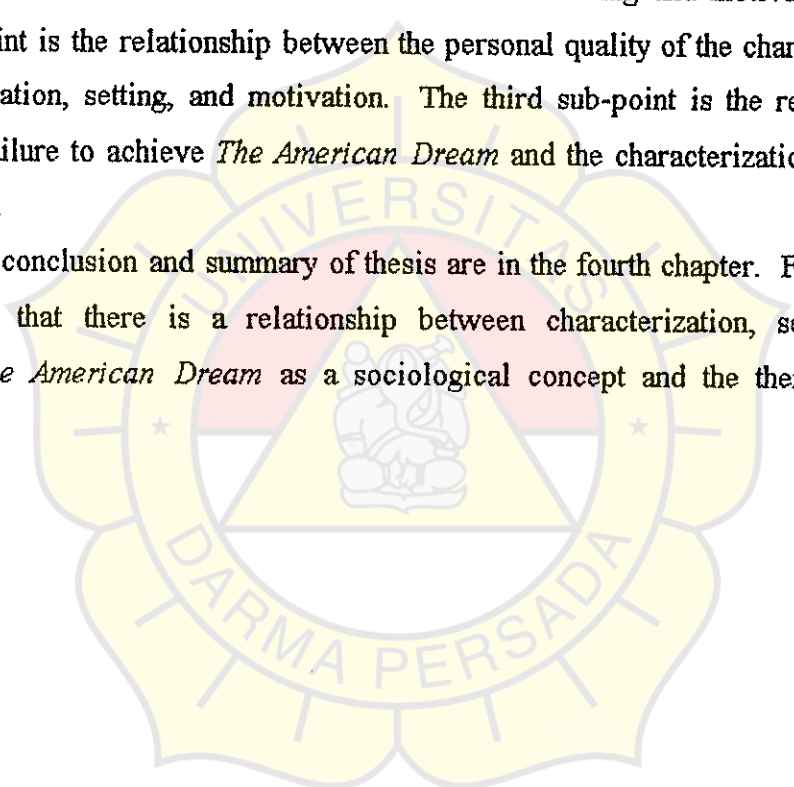 int is the relationship between the personal quality of the char
ation, setting, and motivation. The third sub-point is the re
ilure to achieve The American Dream and the characterizatio
conclusion and summary of thesis are in the fourth chapter. F
that there is a relationship between characterization, se
e American Dream as a sociological concept and the the
UNIVERSITAS
DARMA PERSADA